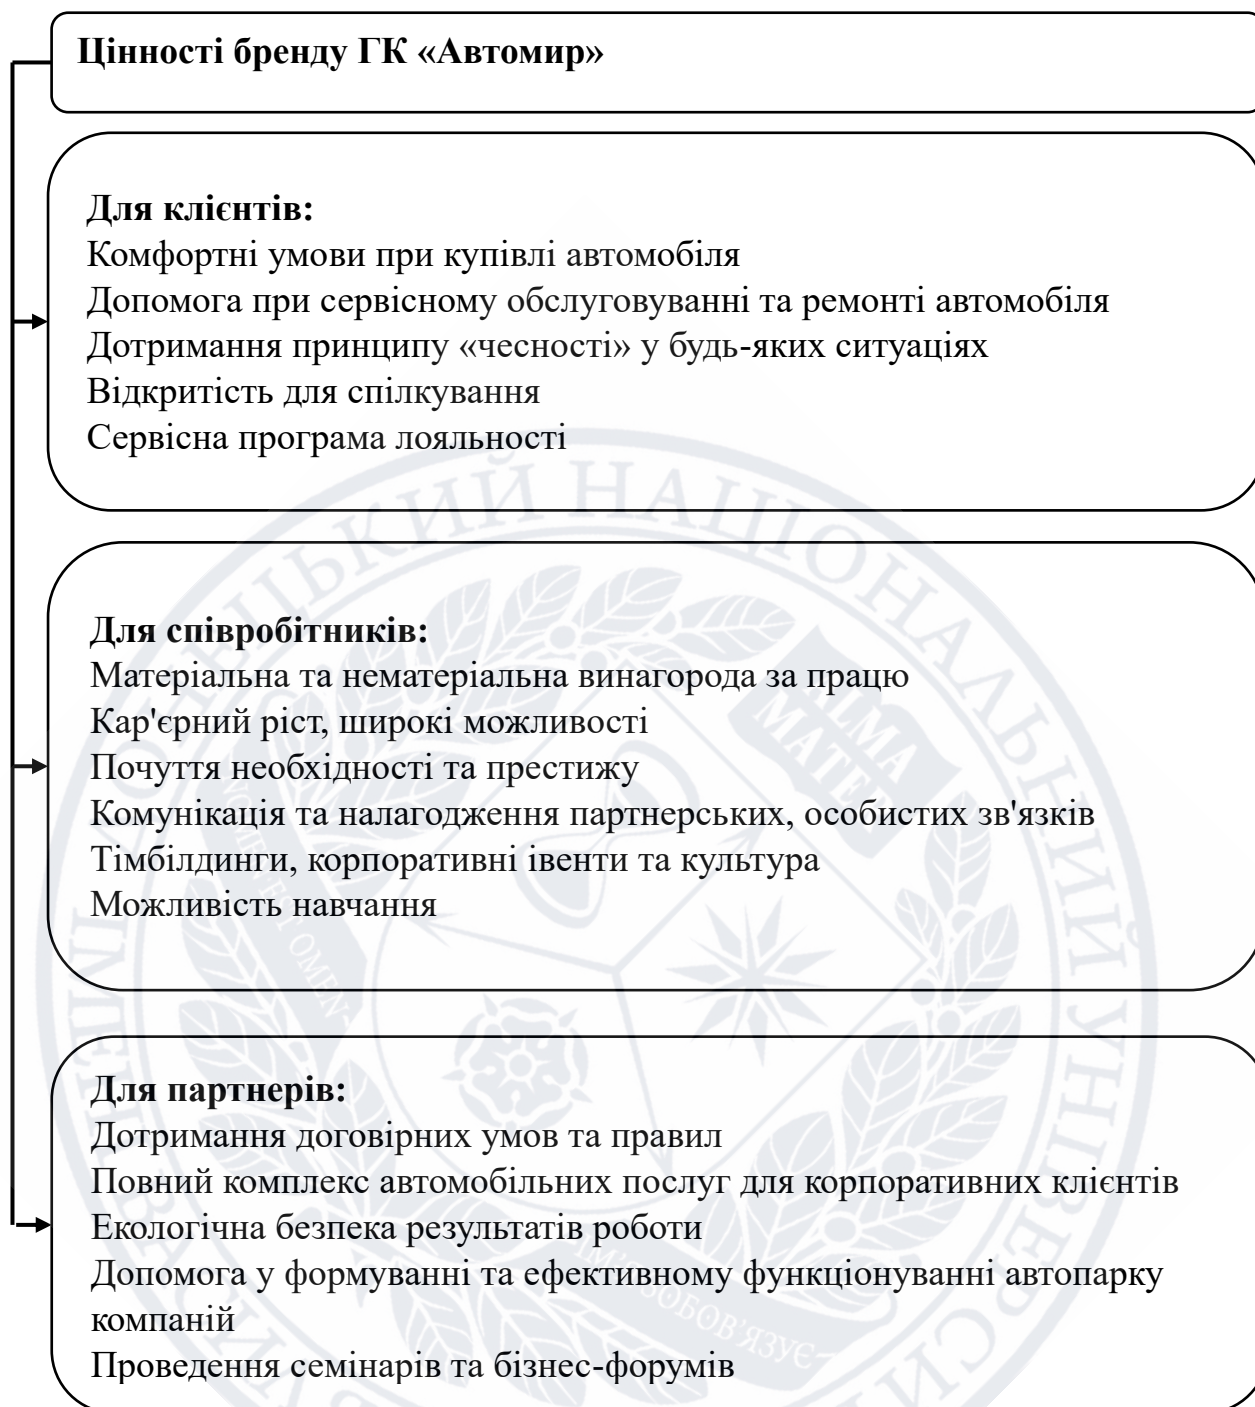 Цінності бренду ГК «Автомир»
Для клієнтів:
Комфортні умови при купівлі автомобіля
Допомога при сервісному обслуговуванні та ремонті автомобіля
Дотримання принципу «чесності» у будь-яких ситуаціях
Відкритість для спілкування
Сервісна програма лояльності
Для співробітників:
Матеріальна та нематеріальна винагорода за працю
Кар'єрний ріст, широкі можливості
Почуття необхідності та престижу
Комунікація та налагодження партнерських, особистих зв'язків
Тімбілдинги, корпоративні івенти та культура
Можливість навчання
Для партнерів:
Дотримання договірних умов та правил
Повний комплекс автомобільних послуг для корпоративних клієнтів
Екологічна безпека результатів роботи
Допомога у формуванні та ефективному функціонуванні автопарку
компаній
Проведення семінарів та бізнес-форумів
ALMA
MATER
НАЦІОНАЛЬНИЙ